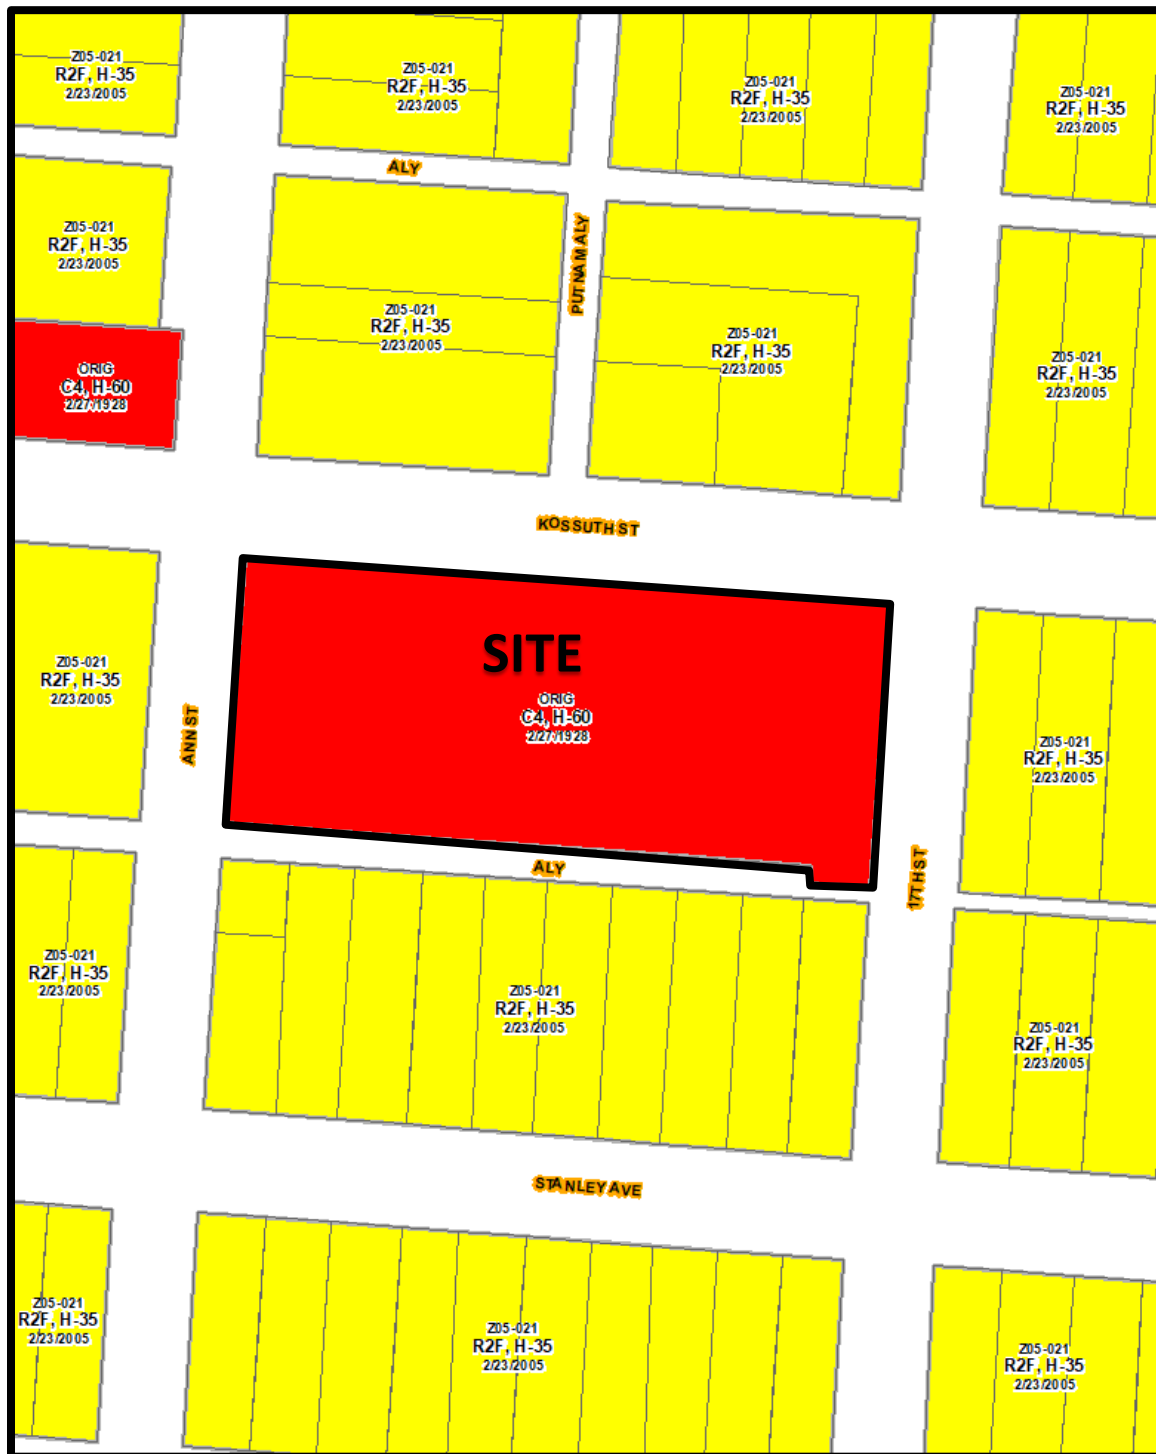 Z05-021
R2F, H-35
2/23/2005
Z05-021
R2F, H-35
2/23/2005
Z05-021
R2F, H-35
2/23/2005
Z05-021
R2F, H-35
2/23/2005
ALY
Z05-021
R2F, H-35
2/23/2005
PUTNAM ALY
Z05-021
R2F, H-35
2/23/2005
Z05-021
R2F, H-35
2/23/2005
Z05-021
R2F, H-35
2/23/2005
ORIG
C4, H-60
2/27/1928
KOSSUTH ST
SITE
ORIG
C4, H-60
2/27/1928
Z05-021
R2F, H-35
2/23/2005
ANN ST
Z05-021
R2F, H-35
2/23/2005
ALY
17TH ST
Z05-021
R2F, H-35
2/23/2005
Z05-021
R2F, H-35
2/23/2005
Z05-021
R2F, H-35
2/23/2005
STANLEY AVE
Z05-021
R2F, H-35
2/23/2005
Z05-021
R2F, H-35
2/23/2005
Z05-021
R2F, H-35
2/23/2005